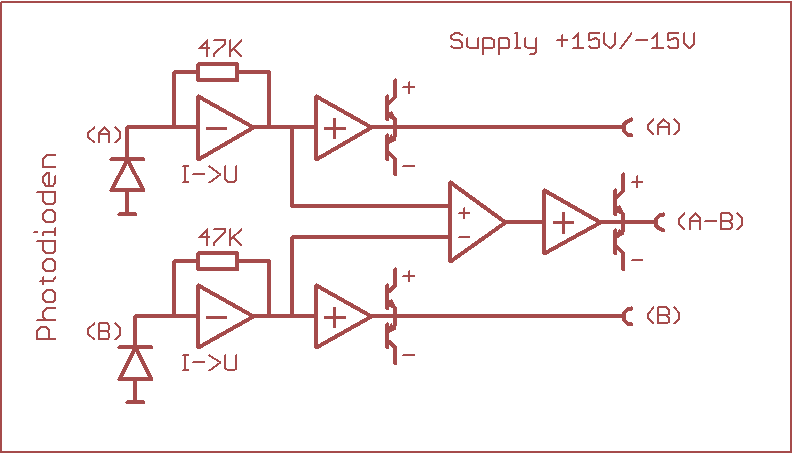 Supply +15V/-15V
47K
+
(A)
-
+
(A)
I->U
-
+
+
(A-B)
-
+
-
47K
+
(B)
-
+
(B)
I->U
-
Photodioden